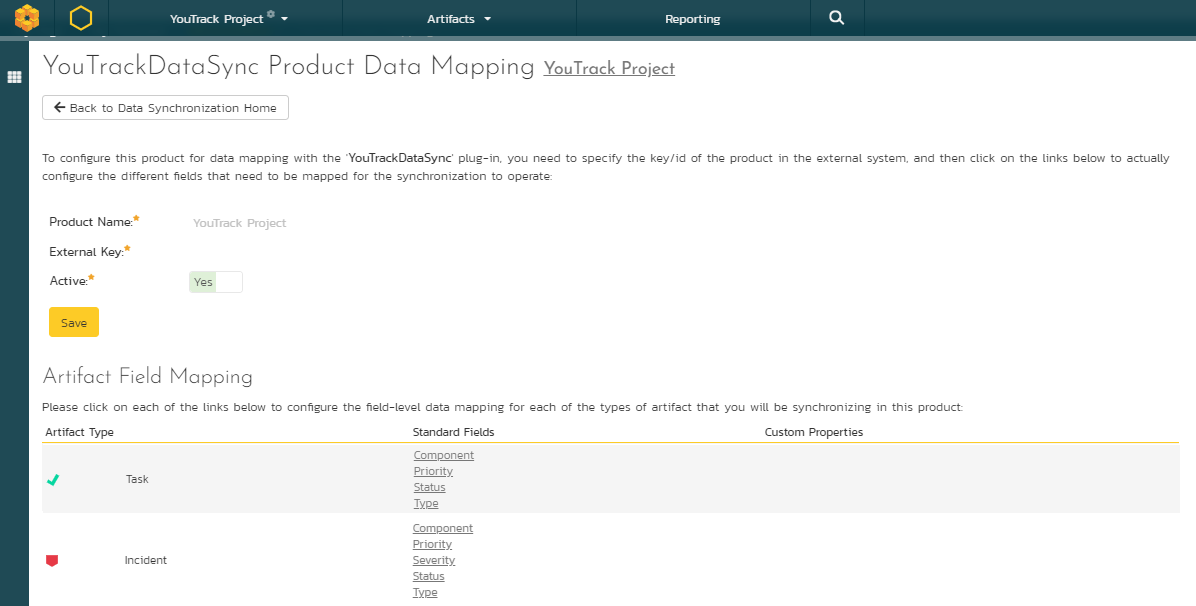 YouTrack Project Artifacts Reporting
YouTrackDataSync Product Data Mapping YouTrack Project
Back to Data Synchronization Home
To configure this product for data mapping with the 'YouTrackDataSync' plug-in, you need to specify the key/id of the product in the external system, and then click on the links below to actually
configure the different fields that need to be mapped for the synchronization to operate:
Product Name:* YouTrack Project
External Key:*
Active:* Yes
Save
Artifact Field Mapping
Please click on each of the links below to configure the field-level data mapping for each of the types of artifact that you will be synchronizing in this product:
Artifact Type Standard Fields Custom Properties
Task
Component
Priority
Status
Type
Incident
Component
Priority
Severity
Status
Type